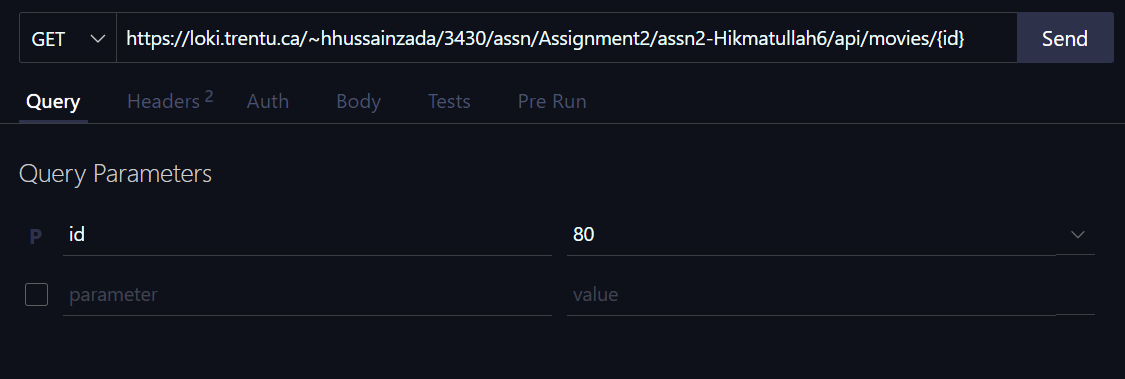 GET https://loki.trentu.ca/~hhussainzada/3430/assn/Assignment2/assn2-Hikmatullah6/api/movies/{id} Send
Query Headers 2 Auth Body Tests Pre Run
Query Parameters
P id 80
parameter value